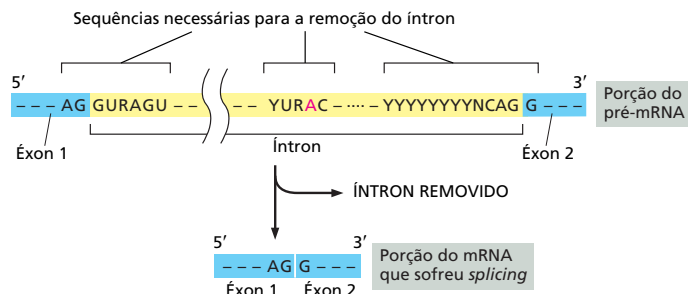 Sequências necessárias para a remoção do íntron
5′ 3′
– – – AG GURAGU – – – – YURAC – ···· – YYYYYYYYNCAG G – – –
Porção do
pré-mRNA
Éxon 1 Íntron Éxon 2
ÍNTRON REMOVIDO
5′ 3′
– – – AG G – – –
Porção do mRNA
que sofreu splicing
Éxon 1 Éxon 2